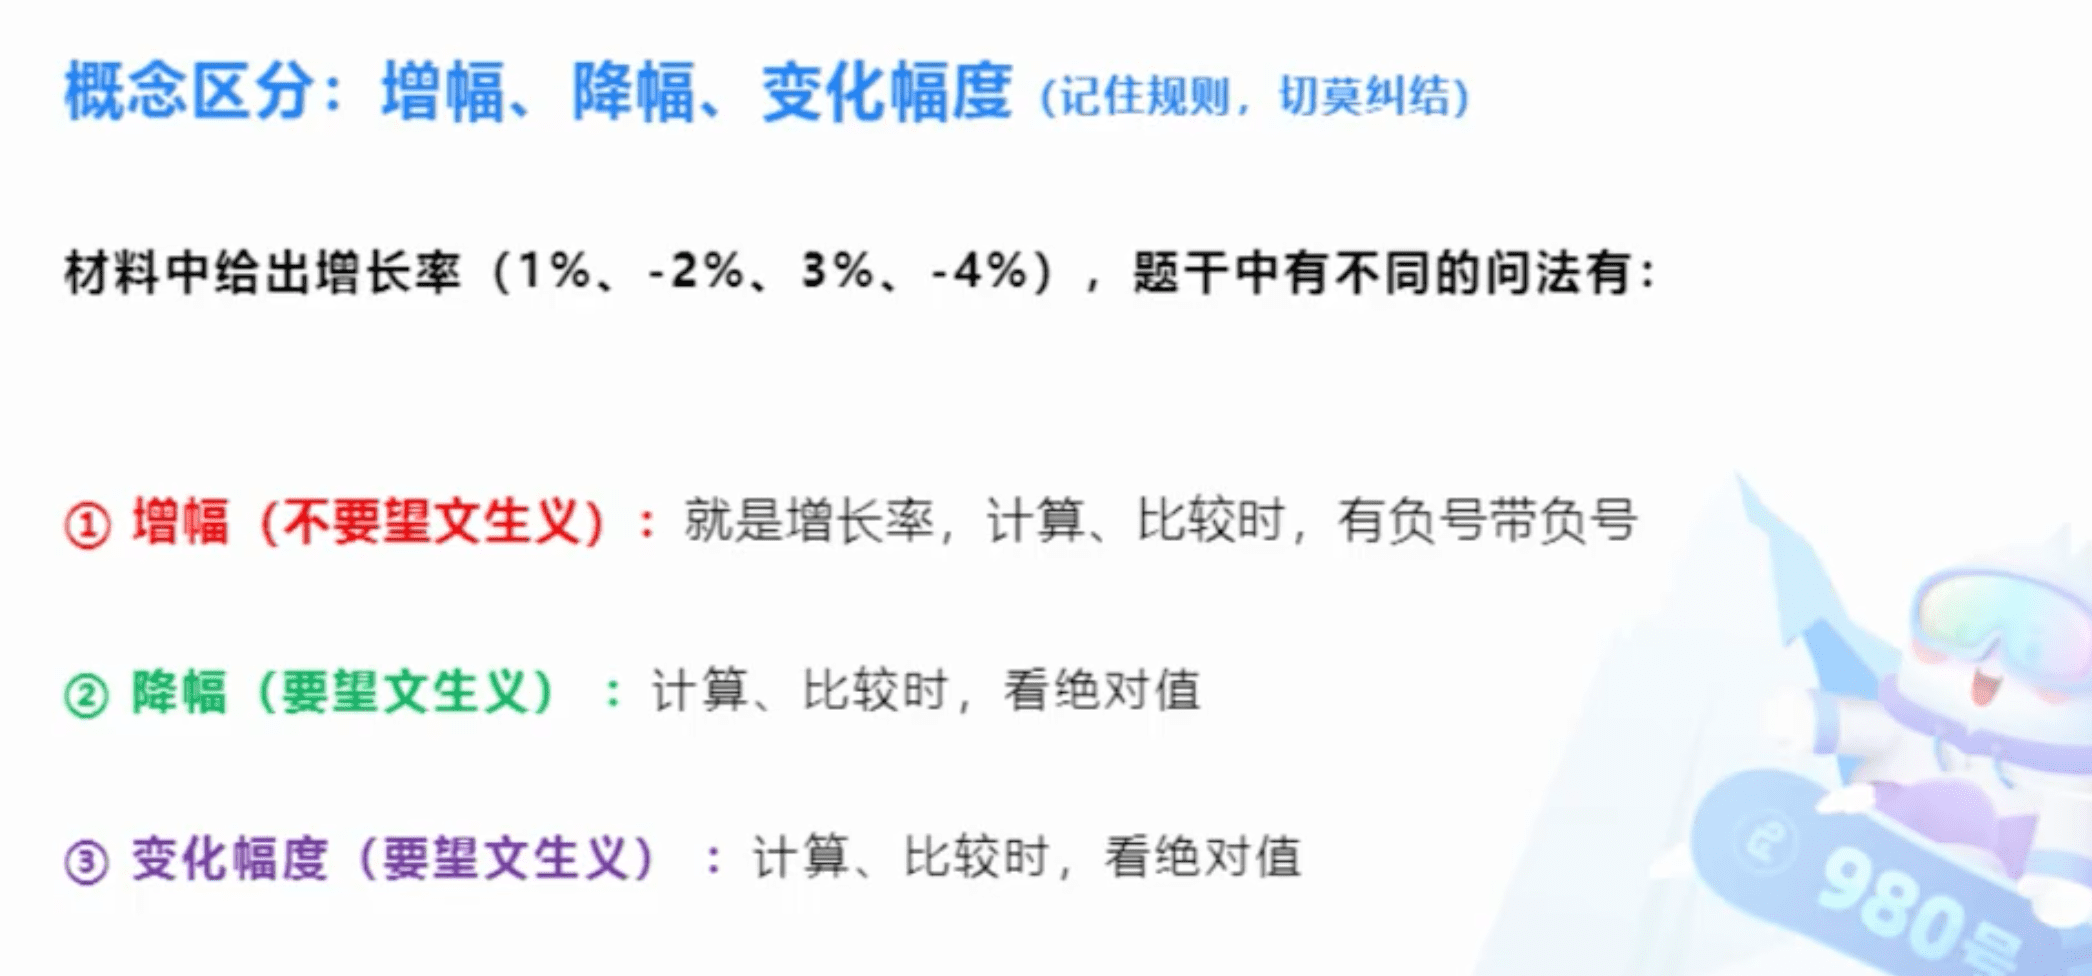 概念区分：增幅、降幅、变化幅度（记住规则，切莫纠结）
材料中给出增长率（1%、-2%、3%、-4%），题干中有不同的问法有：
① 增幅（不要望文生义）：就是增长率，计算、比较时，有负号带负号
② 降幅（要望文生义）：计算、比较时，看绝对值
③ 变化幅度（要望文生义）：计算、比较时，看绝对值
980号